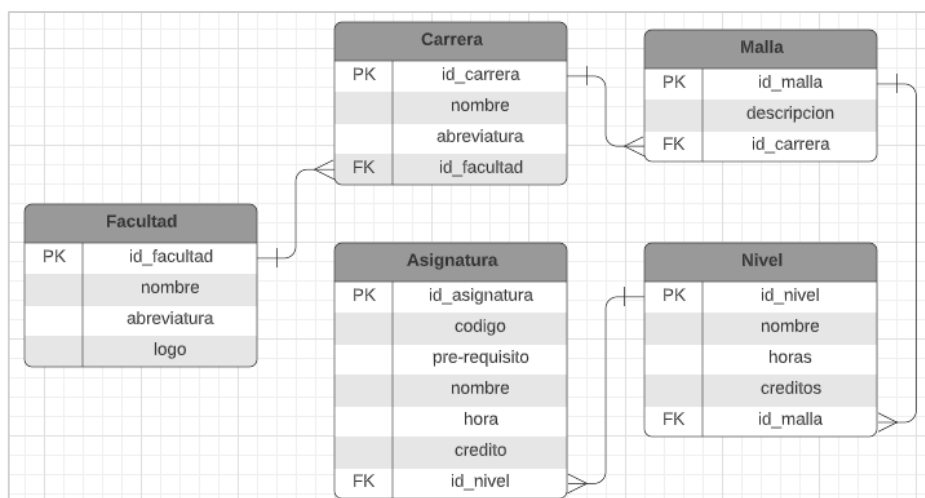 Carrera
PK id_carrera
nombre
abreviatura
FK id_facultad
Malla
PK id_malla
descripcion
FK id_carrera
Facultad
PK id_facultad
nombre
abreviatura
logo
Asignatura
PK id_asignatura
codigo
pre-requisito
nombre
hora
credito
FK id_nivel
Nivel
PK id_nivel
nombre
horas
creditos
FK id_malla